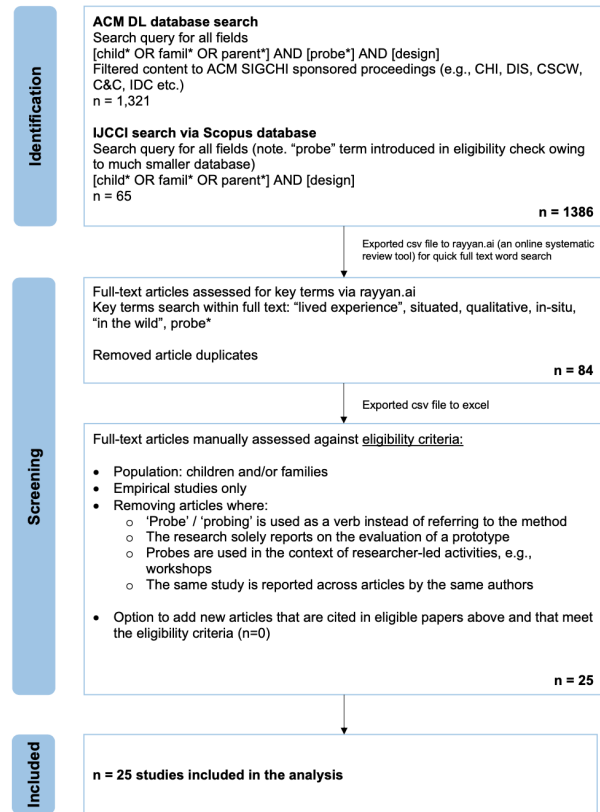 Identification
ACM DL database search
Search query for all fields
[child* OR famil* OR parent*] AND [probe*] AND [design]
Filtered content to ACM SIGCHI sponsored proceedings (e.g., CHI, DIS, CSCW,
C&C, IDC etc.)
n = 1,321
IJCCI search via Scopus database
Search query for all fields (note. “probe” term introduced in eligibility check owing
to much smaller database)
[child* OR famil* OR parent*] AND [design]
n = 65
n = 1386
Exported csv file to rayyan.ai (an online systematic
review tool) for quick full text word search
Screening
Full-text articles assessed for key terms via rayyan.ai
Key terms search within full text: “lived experience”, situated, qualitative, in-situ,
“in the wild”, probe*
Removed article duplicates
n = 84
Exported csv file to excel
Full-text articles manually assessed against eligibility criteria:
• Population: children and/or families
• Empirical studies only
• Removing articles where:
o ‘Probe’ / ‘probing’ is used as a verb instead of referring to the method
o The research solely reports on the evaluation of a prototype
o Probes are used in the context of researcher-led activities, e.g.,
workshops
o The same study is reported across articles by the same authors
• Option to add new articles that are cited in eligible papers above and that meet
the eligibility criteria (n=0)
n = 25
Included
n = 25 studies included in the analysis